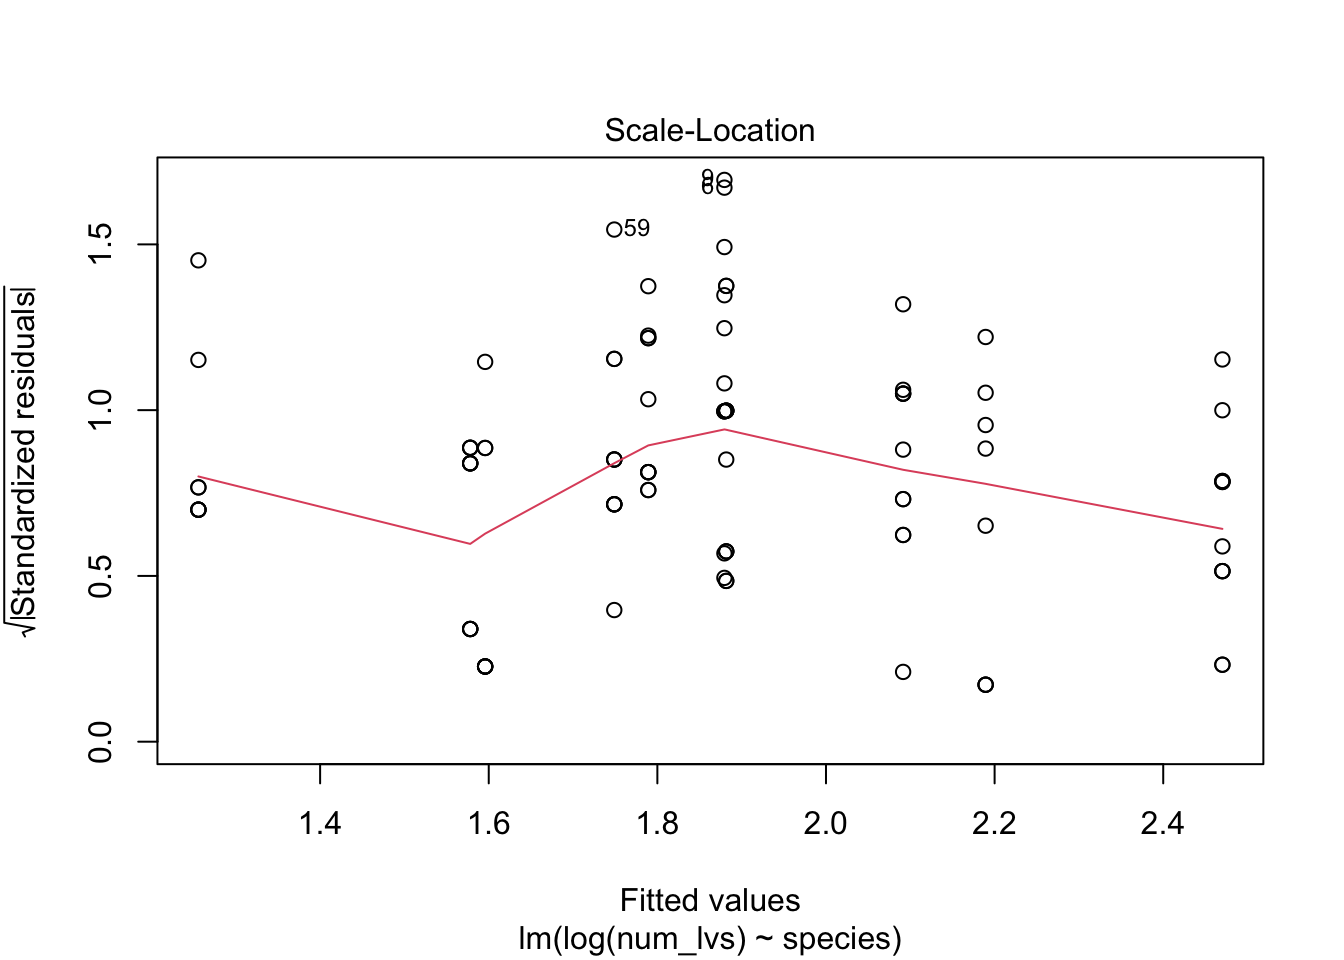 Scale-Location
59
√|Standardized residuals|
0.0
0.5
1.0
1.5
1.4
1.6
1.8
2.0
2.2
2.4
Fitted values
lm(log(num_lvs) ~ species)